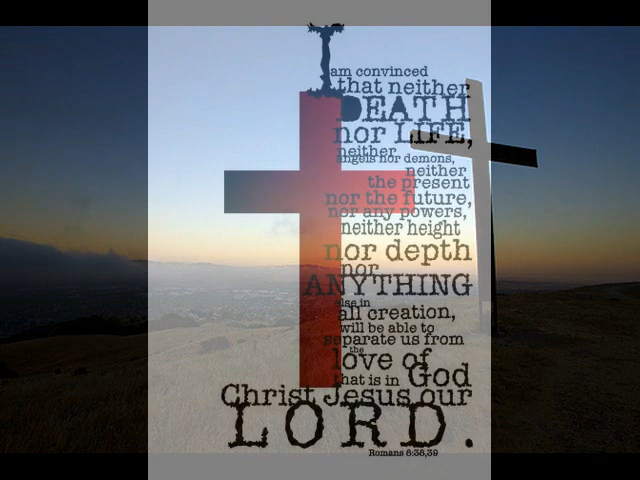 I
am convinced
that neither
DEATH
nor LIFE,
neither
angels nor demons,
neither
the present
nor the future,
nor any powers,
neither height
nor depth
nor
ANYTHING
else in
all creation,
will be able to
separate us from
the
love of
that is in God
Christ Jesus our
LORD.
Romans 8:38,39